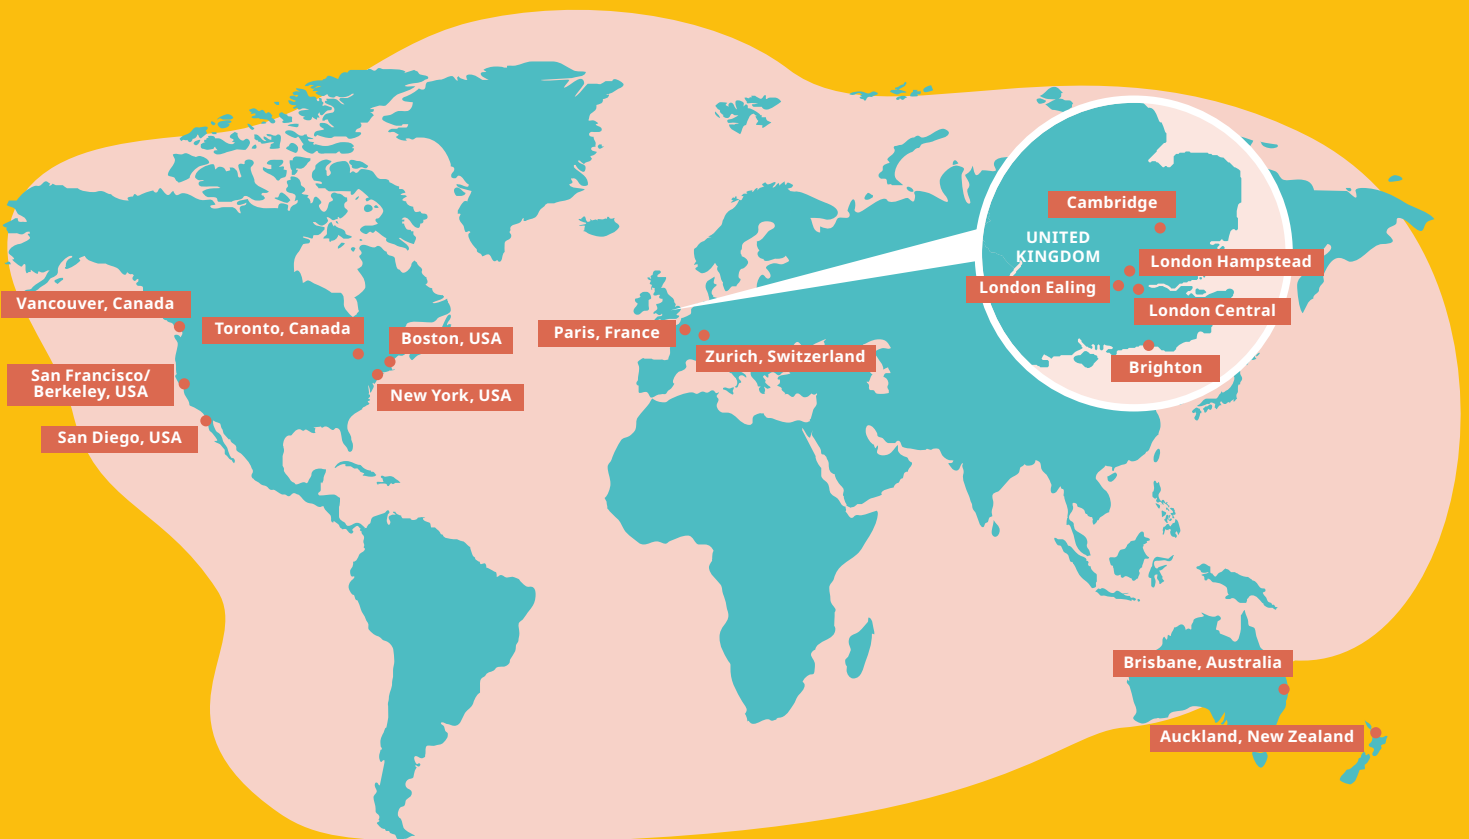 Cambridge
UNITED
KINGDOM
London Hampstead
London Ealing
London Central
Brighton
Vancouver, Canada
Toronto, Canada
Boston, USA
Paris, France
Zurich, Switzerland
San Francisco/
Berkeley, USA
New York, USA
San Diego, USA
Brisbane, Australia
Auckland, New Zealand